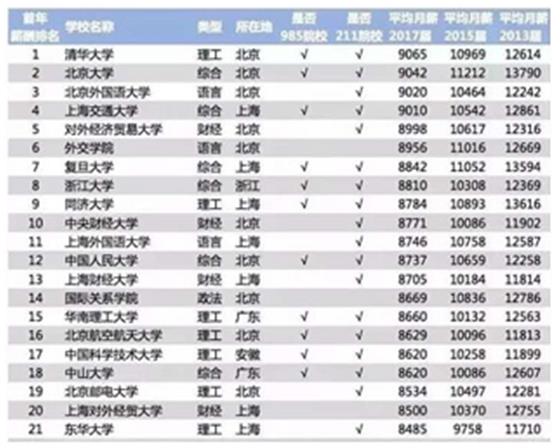 首年薪酬排名 学校名称 类型 所在地 是否985院校 是否211院校 平均月薪2017届 平均月薪2015届 平均月薪2013届
1 清华大学 理工 北京 √ √ 9065 10969 12614
2 北京大学 综合 北京 √ √ 9042 11212 13790
3 北京外国语大学 语言 北京 √ 9020 10464 12242
4 上海交通大学 综合 上海 √ √ 9010 10542 12861
5 对外经济贸易大学 财经 北京 √ 8998 10617 12316
6 外交学院 语言 北京 8956 11016 12669
7 复旦大学 综合 上海 √ √ 8842 11052 13594
8 浙江大学 综合 浙江 √ √ 8810 10308 12369
9 同济大学 理工 上海 √ √ 8784 10893 13616
10 中央财经大学 财经 北京 √ 8771 10086 11902
11 上海外国语大学 语言 上海 √ 8746 10758 12587
12 中国人民大学 综合 北京 √ √ 8737 10659 12258
13 上海财经大学 财经 上海 √ 8705 10184 11814
14 国际关系学院 政法 北京 8669 10836 12786
15 华南理工大学 理工 广东 √ √ 8660 10132 12563
16 北京航空航天大学 理工 北京 √ √ 8629 10096 11813
17 中国科学技术大学 理工 安徽 √ √ 8620 10258 11899
18 中山大学 综合 广东 √ √ 8620 10086 12607
19 北京邮电大学 理工 北京 √ 8534 10497 12281
20 上海对外经贸大学 财经 上海 8500 10370 12755
21 东华大学 理工 上海 √ 8485 9758 11710